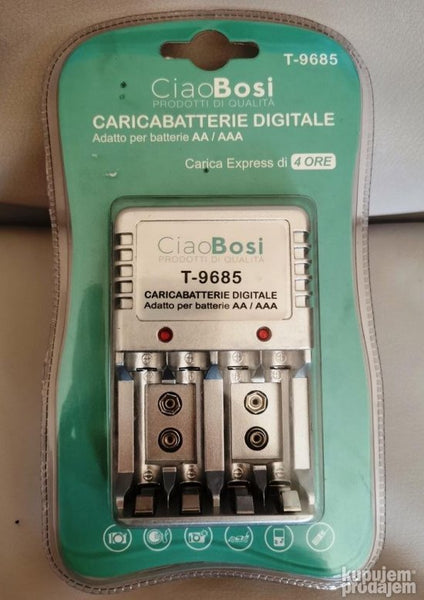 T-9685
CiaoBosi
PRODOTTI DI QUALITÀ
CARICABATTERIE DIGITALE
Adatto per batterie AA / AAA
Carica Express di 4 ORE
CiaoBosi
PRODOTTI DI QUALITÀ
T-9685
CARICABATTERIE DIGITALE
Adatto per batterie AA / AAA
kupujem
prodajem